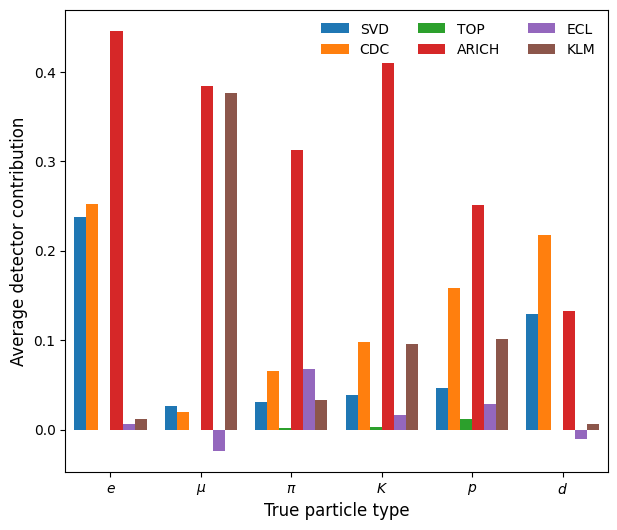 SVD TOP ECL
CDC ARICH KLM
Average detector contribution
0.4
0.3
0.2
0.1
0.0
e μ π K p d
True particle type